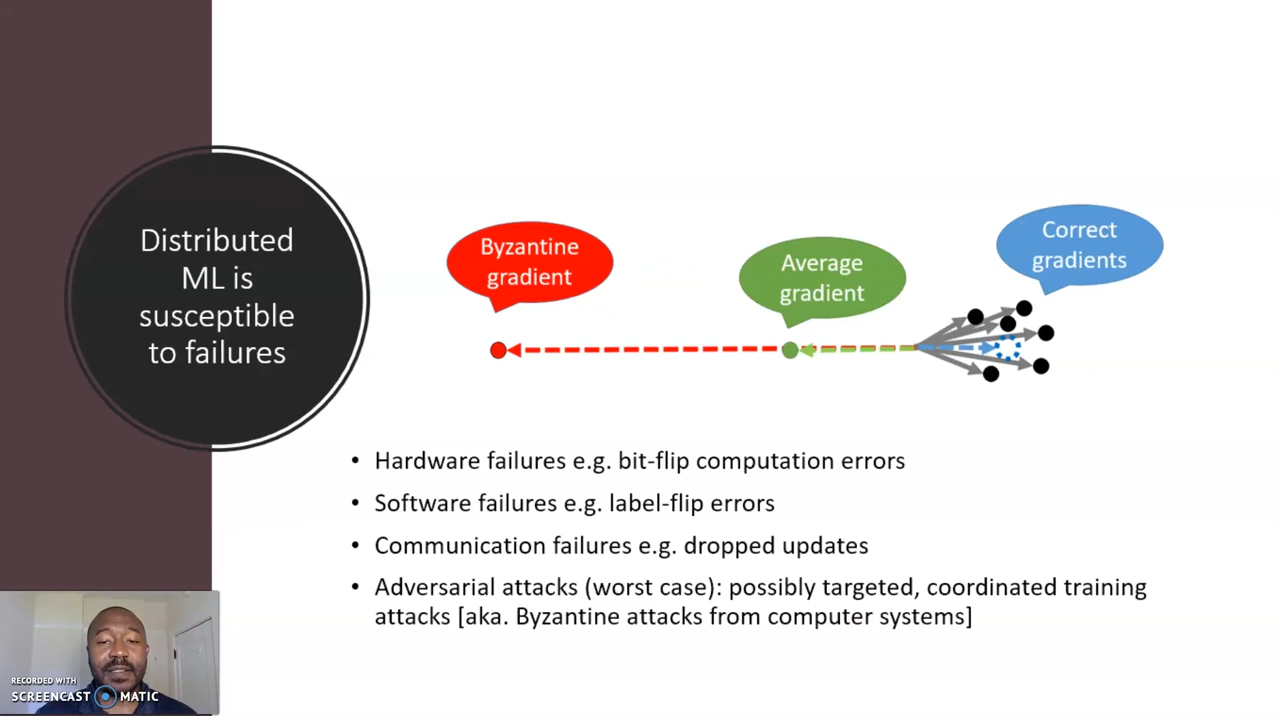 Distributed
ML is
susceptible
to failures
Byzantine
gradient
Average
gradient
Correct
gradients
• Hardware failures e.g. bit-flip computation errors
• Software failures e.g. label-flip errors
• Communication failures e.g. dropped updates
• Adversarial attacks (worst case): possibly targeted, coordinated training
attacks [aka. Byzantine attacks from computer systems]
RECORDED WITH
SCREENCAST MATIC